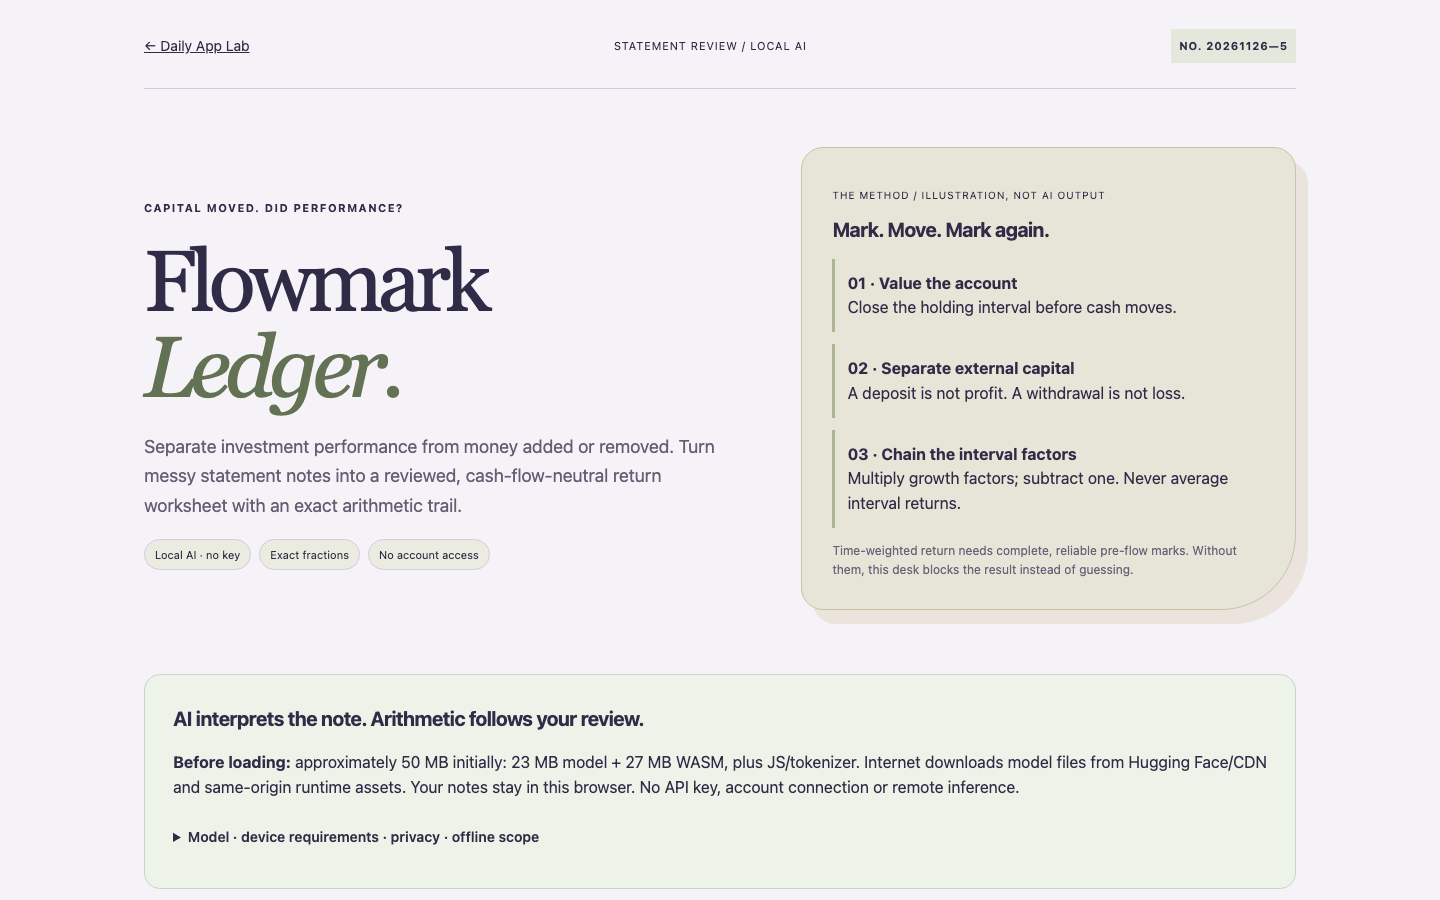 ← Daily App Lab
STATEMENT REVIEW / LOCAL AI
NO. 20261126—5
CAPITAL MOVED. DID PERFORMANCE?
Flowmark
Ledger.
Separate investment performance from money added or removed. Turn
messy statement notes into a reviewed, cash-flow-neutral return
worksheet with an exact arithmetic trail.
Local AI · no key
Exact fractions
No account access
THE METHOD / ILLUSTRATION, NOT AI OUTPUT
Mark. Move. Mark again.
01 · Value the account
Close the holding interval before cash moves.
02 · Separate external capital
A deposit is not profit. A withdrawal is not loss.
03 · Chain the interval factors
Multiply growth factors; subtract one. Never average
interval returns.
Time-weighted return needs complete, reliable pre-flow marks. Without
them, this desk blocks the result instead of guessing.
AI interprets the note. Arithmetic follows your review.
Before loading: approximately 50 MB initially: 23 MB model + 27 MB WASM, plus JS/tokenizer. Internet downloads model files from Hugging Face/CDN
and same-origin runtime assets. Your notes stay in this browser. No API key, account connection or remote inference.
▶ Model · device requirements · privacy · offline scope